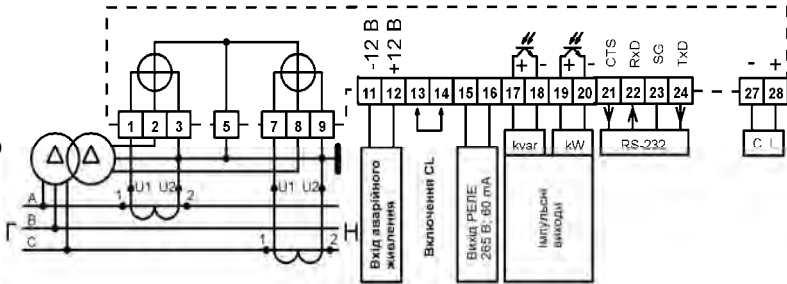 -12 В
+12 В
+ -
+ -
CTS
RxD
SG
TxD
- +
1 2 3 5 7 8 9
11 12 13 14 15 16 17 18 19 20 21 22 23 24 27 28
kvar
kW
RS-232
C L
Δ Δ
U1 U2
U1 U2
1 2
A
B
C
1 2
Г
Н
Вхід аварійного
живлення
Включення CL
Вихід РЕЛЕ
265 В; 60 mA
Імпульсні
виходи